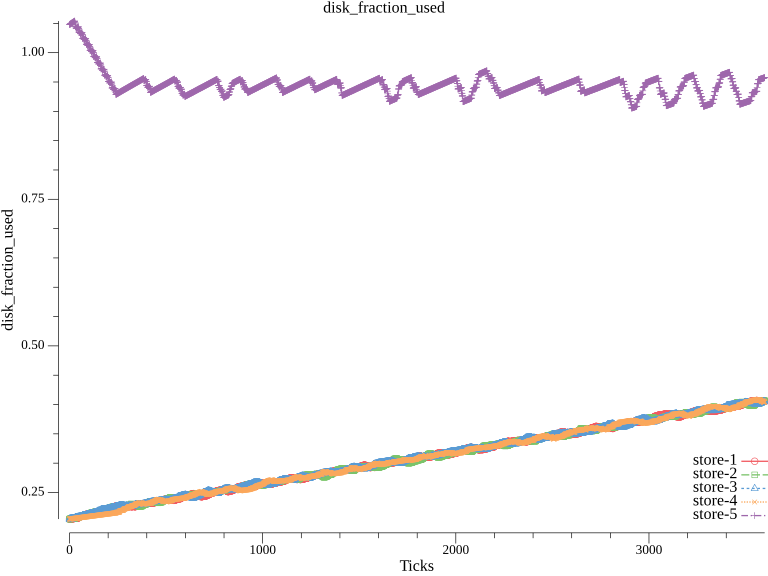 disk_fraction_used
1.00
0.75
0.50
0.25
disk_fraction_used
0
1000
2000
3000
Ticks
store-1
store-2
store-3
store-4
store-5